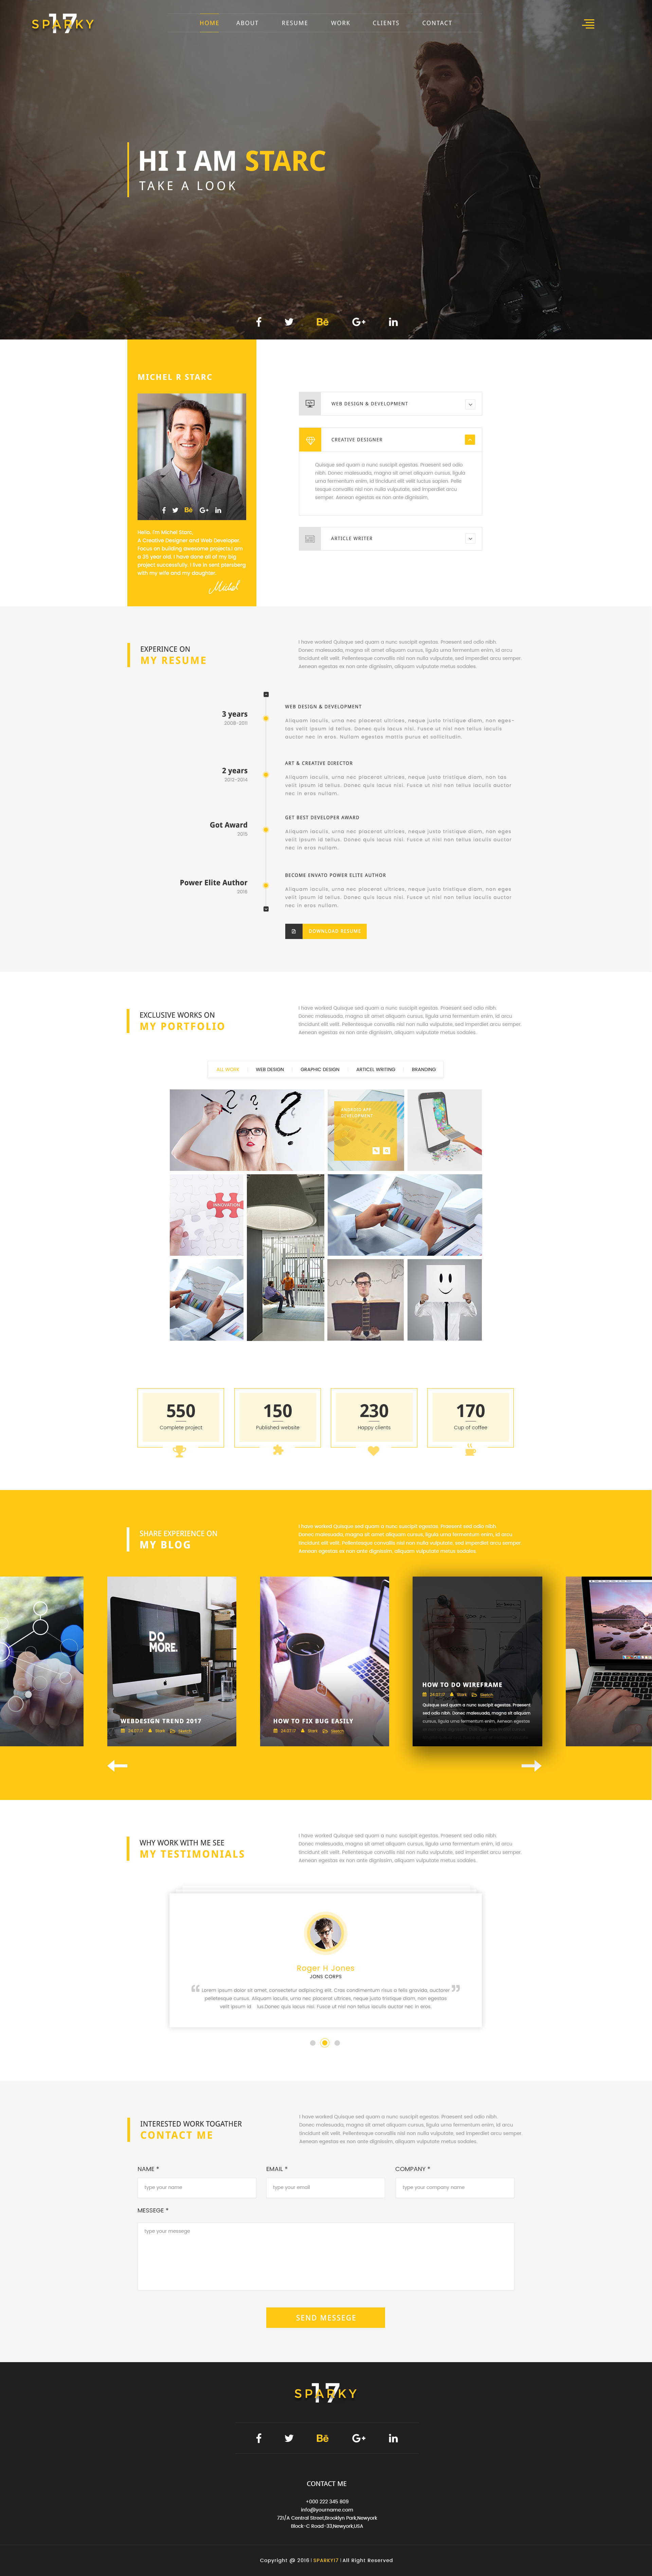 SPARKY
17
HOME ABOUT RESUME WORK CLIENTS CONTACT
HI I AM STARC
TAKE A LOOK
Bē
MICHEL R STARC
Bē
Hello. I'm Michel Starc,
A Creative Designer and Web Developer.
Focus on building awesome projects.I am
a 35 year old. I have done all of my big
project successfully. I live in vent plansberg
with my wife and my daughter.
Michel
WEB DESIGN & DEVELOPMENT
CREATIVE DESIGNER
Quisque sed quam a nunc suscipit egestas. Praesent sed odio
nibh. Donec malesuada, magna sit amet aliquam cursus, ligula
urna fermentum enim, id tincidunt elit velit luctus sapien. Pelle
ntesque convallis nisl non nulla vulputate, sed imperdiet arcu
semper. Aenean egestas ex non ante dignissim,
ARTICLE WRITER
EXPERINCE ON
MY RESUME
I have worked Quisque sed quam a nunc suscipit egestas. Praesent sed odio nibh.
Donec malesuada, magna sit amet aliquam cursus, ligula urna fermentum enim, id arcu
tincidunt elit velit. Pellentesque convallis nisl non nulla vulputate, sed imperdiet arcu semper.
Aenean egestas ex non ante dignissim, aliquam vulputate metus sodales.
3 years
2008-2011
WEB DESIGN & DEVELOPMENT
Aliquam iaculis, urna nec placerat ultrices, neque justo tristique diam, non eges-
tas velit ipsum id tellus. Donec quis lacus nisi. Fusce ut nisl non tellus iaculis
auctor nec in eros. Nullam egestas mattis purus et sollicitudin.
2 years
2012-2014
ART & CREATIVE DIRECTOR
Aliquam iaculis, urna nec placerat ultrices, neque justo tristique diam, non tas
velit ipsum id tellus. Donec quis lacus nisi. Fusce ut nisl non tellus iaculis auctor
nec in eros nullam.
Got Award
2015
GET BEST DEVELOPER AWARD
Aliquam iaculis, urna nec placerat ultrices, neque justo tristique diam, non eges
velit ipsum id tellus. Donec quis lacus nisi. Fusce ut nisl non tellus iaculis auctor
nec in eros nullam.
Power Elite Author
2016
BECOME ENVATO POWER ELITE AUTHOR
Aliquam iaculis, urna nec placerat ultrices, neque justo tristique diam, non eges
velit ipsum id tellus. Donec quis lacus nisi. Fusce ut nisl non tellus iaculis auctor
nec in eros nullam.
DOWNLOAD RESUME
EXCLUSIVE WORKS ON
MY PORTFOLIO
I have worked Quisque sed quam a nunc suscipit egestas. Praesent sed odio nibh.
Donec malesuada, magna sit amet aliquam cursus, ligula urna fermentum enim, id arcu
tincidunt elit velit. Pellentesque convallis nisl non nulla vulputate, sed imperdiet arcu semper.
Aenean egestas ex non ante dignissim, aliquam vulputate metus sodales.
ALL WORK WEB DESIGN GRAPHIC DESIGN ARTICEL WRITING BRANDING
ANDROID APP
DEVELOPMENT
INNOVATION
550 150 230 170
Complete project Published website Happy clients Cup of coffee
SHARE EXPERIENCE ON
MY BLOG
I have worked Quisque sed quam a nunc suscipit egestas. Praesent sed odio nibh.
Donec malesuada, magna sit amet aliquam cursus, ligula urna fermentum enim, id arcu
tincidunt elit velit. Pellentesque convallis nisl non nulla vulputate, sed imperdiet arcu semper.
Aenean egestas ex non ante dignissim, aliquam vulputate metus sodales.
DO
MORE.
WEBDESIGN TREND 2017
24.07.17 Stark Sketch
HOW TO FIX BUG EASILY
24.07.17 Stark Sketch
HOW TO DO WIREFRAME
24.07.17 Stark Sketch
Quisque sed quam a nunc suscipit egestas. Praesent
sed odio nibh. Donec malesuada, magna sit aliquam
cursus, ligula urna fermentum enim, Aenean egestas
WHY WORK WITH ME SEE
MY TESTIMONIALS
I have worked Quisque sed quam a nunc suscipit egestas. Praesent sed odio nibh.
Donec malesuada, magna sit amet aliquam cursus, ligula urna fermentum enim, id arcu
tincidunt elit velit. Pellentesque convallis nisl non nulla vulputate, sed imperdiet arcu semper.
Aenean egestas ex non ante dignissim, aliquam vulputate metus sodales.
Roger H Jones
JONS CORPS
“ Lorem ipsum dolor sit amet, consectetur adipiscing elit. Cras condimentum risus a felis gravida, auctoran ”
pelletesque cursus. Aliquam iaculis, urna nec placerat ultrices, neque justo tristique diam, non egestas
velit ipsum id ius.Donec quis lacus nisi. Fusce ut nisl non tellus iaculis auctor nec in eros.
INTERESTED WORK TOGATHER
CONTACT ME
I have worked Quisque sed quam a nunc suscipit egestas. Praesent sed odio nibh.
Donec malesuada, magna sit amet aliquam cursus, ligula urna fermentum enim, id arcu
tincidunt elit velit. Pellentesque convallis nisl non nulla vulputate, sed imperdiet arcu semper.
Aenean egestas ex non ante dignissim, aliquam vulputate metus sodales.
NAME * EMAIL * COMPANY *
type your name type your email type your company name
MESSEGE *
type your messege
SEND MESSEGE
SPARKY
17
Bē
CONTACT ME
+000 222 345 809
info@yourname.com
721/A Central Street,Brooklyn Park,Newyork
Block-C Road-33,Newyork,USA
Copyright @ 2016 | SPARKY17 | All Right Reserved